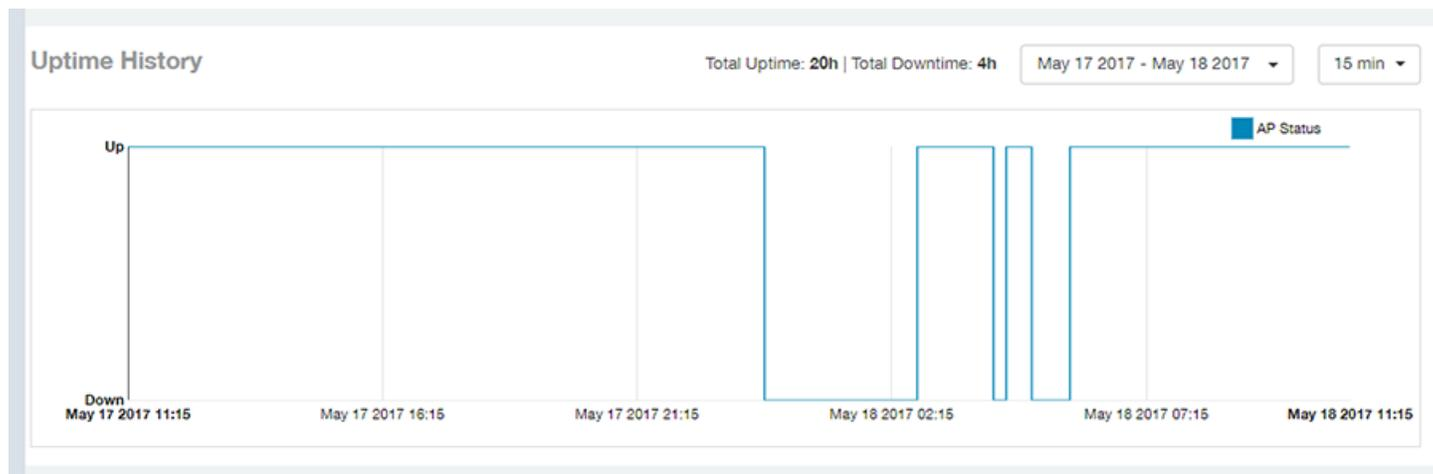 Uptime History
Total Uptime: 20h | Total Downtime: 4h
May 17 2017 - May 18 2017
15 min
AP Status
Up
Down
May 17 2017 11:15
May 17 2017 16:15
May 17 2017 21:15
May 18 2017 02:15
May 18 2017 07:15
May 18 2017 11:15